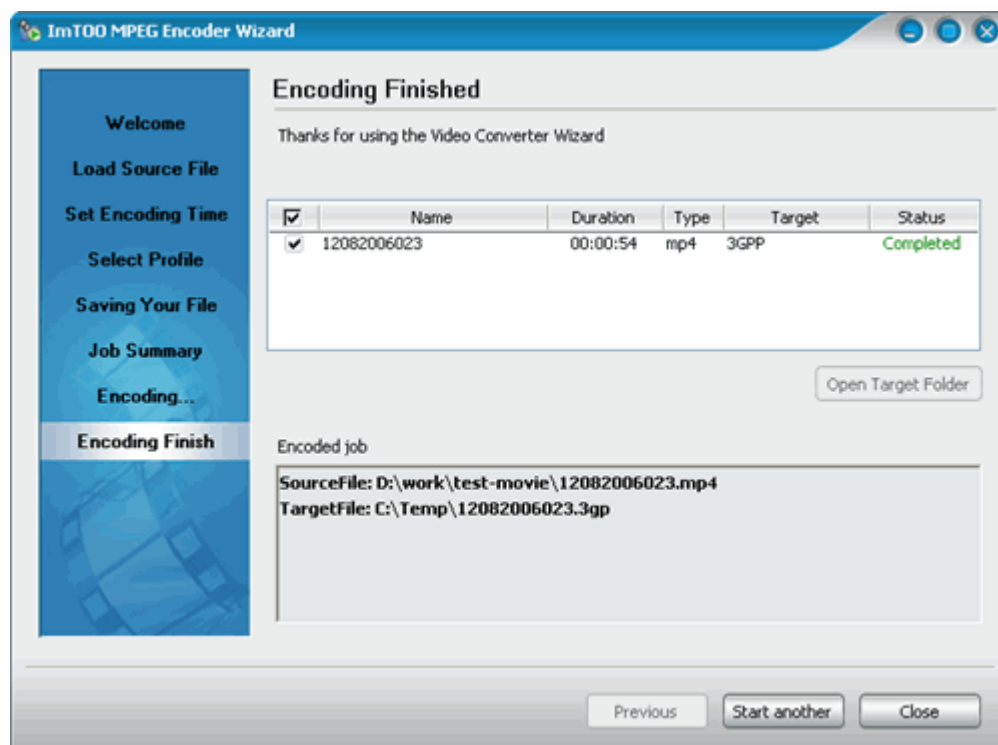 ImTOO MPEG Encoder Wizard
Welcome
Load Source File
Set Encoding Time
Select Profile
Saving Your File
Job Summary
Encoding...
Encoding Finish
Encoding Finished
Thanks for using the Video Converter Wizard
Name Duration Type Target Status
12082006023 00:00:54 mp4 3GPP Completed
Open Target Folder
Encoded job
SourceFile: D:\work\test-movie\12082006023.mp4
TargetFile: C:\Temp\12082006023.3gp
Previous Start another Close